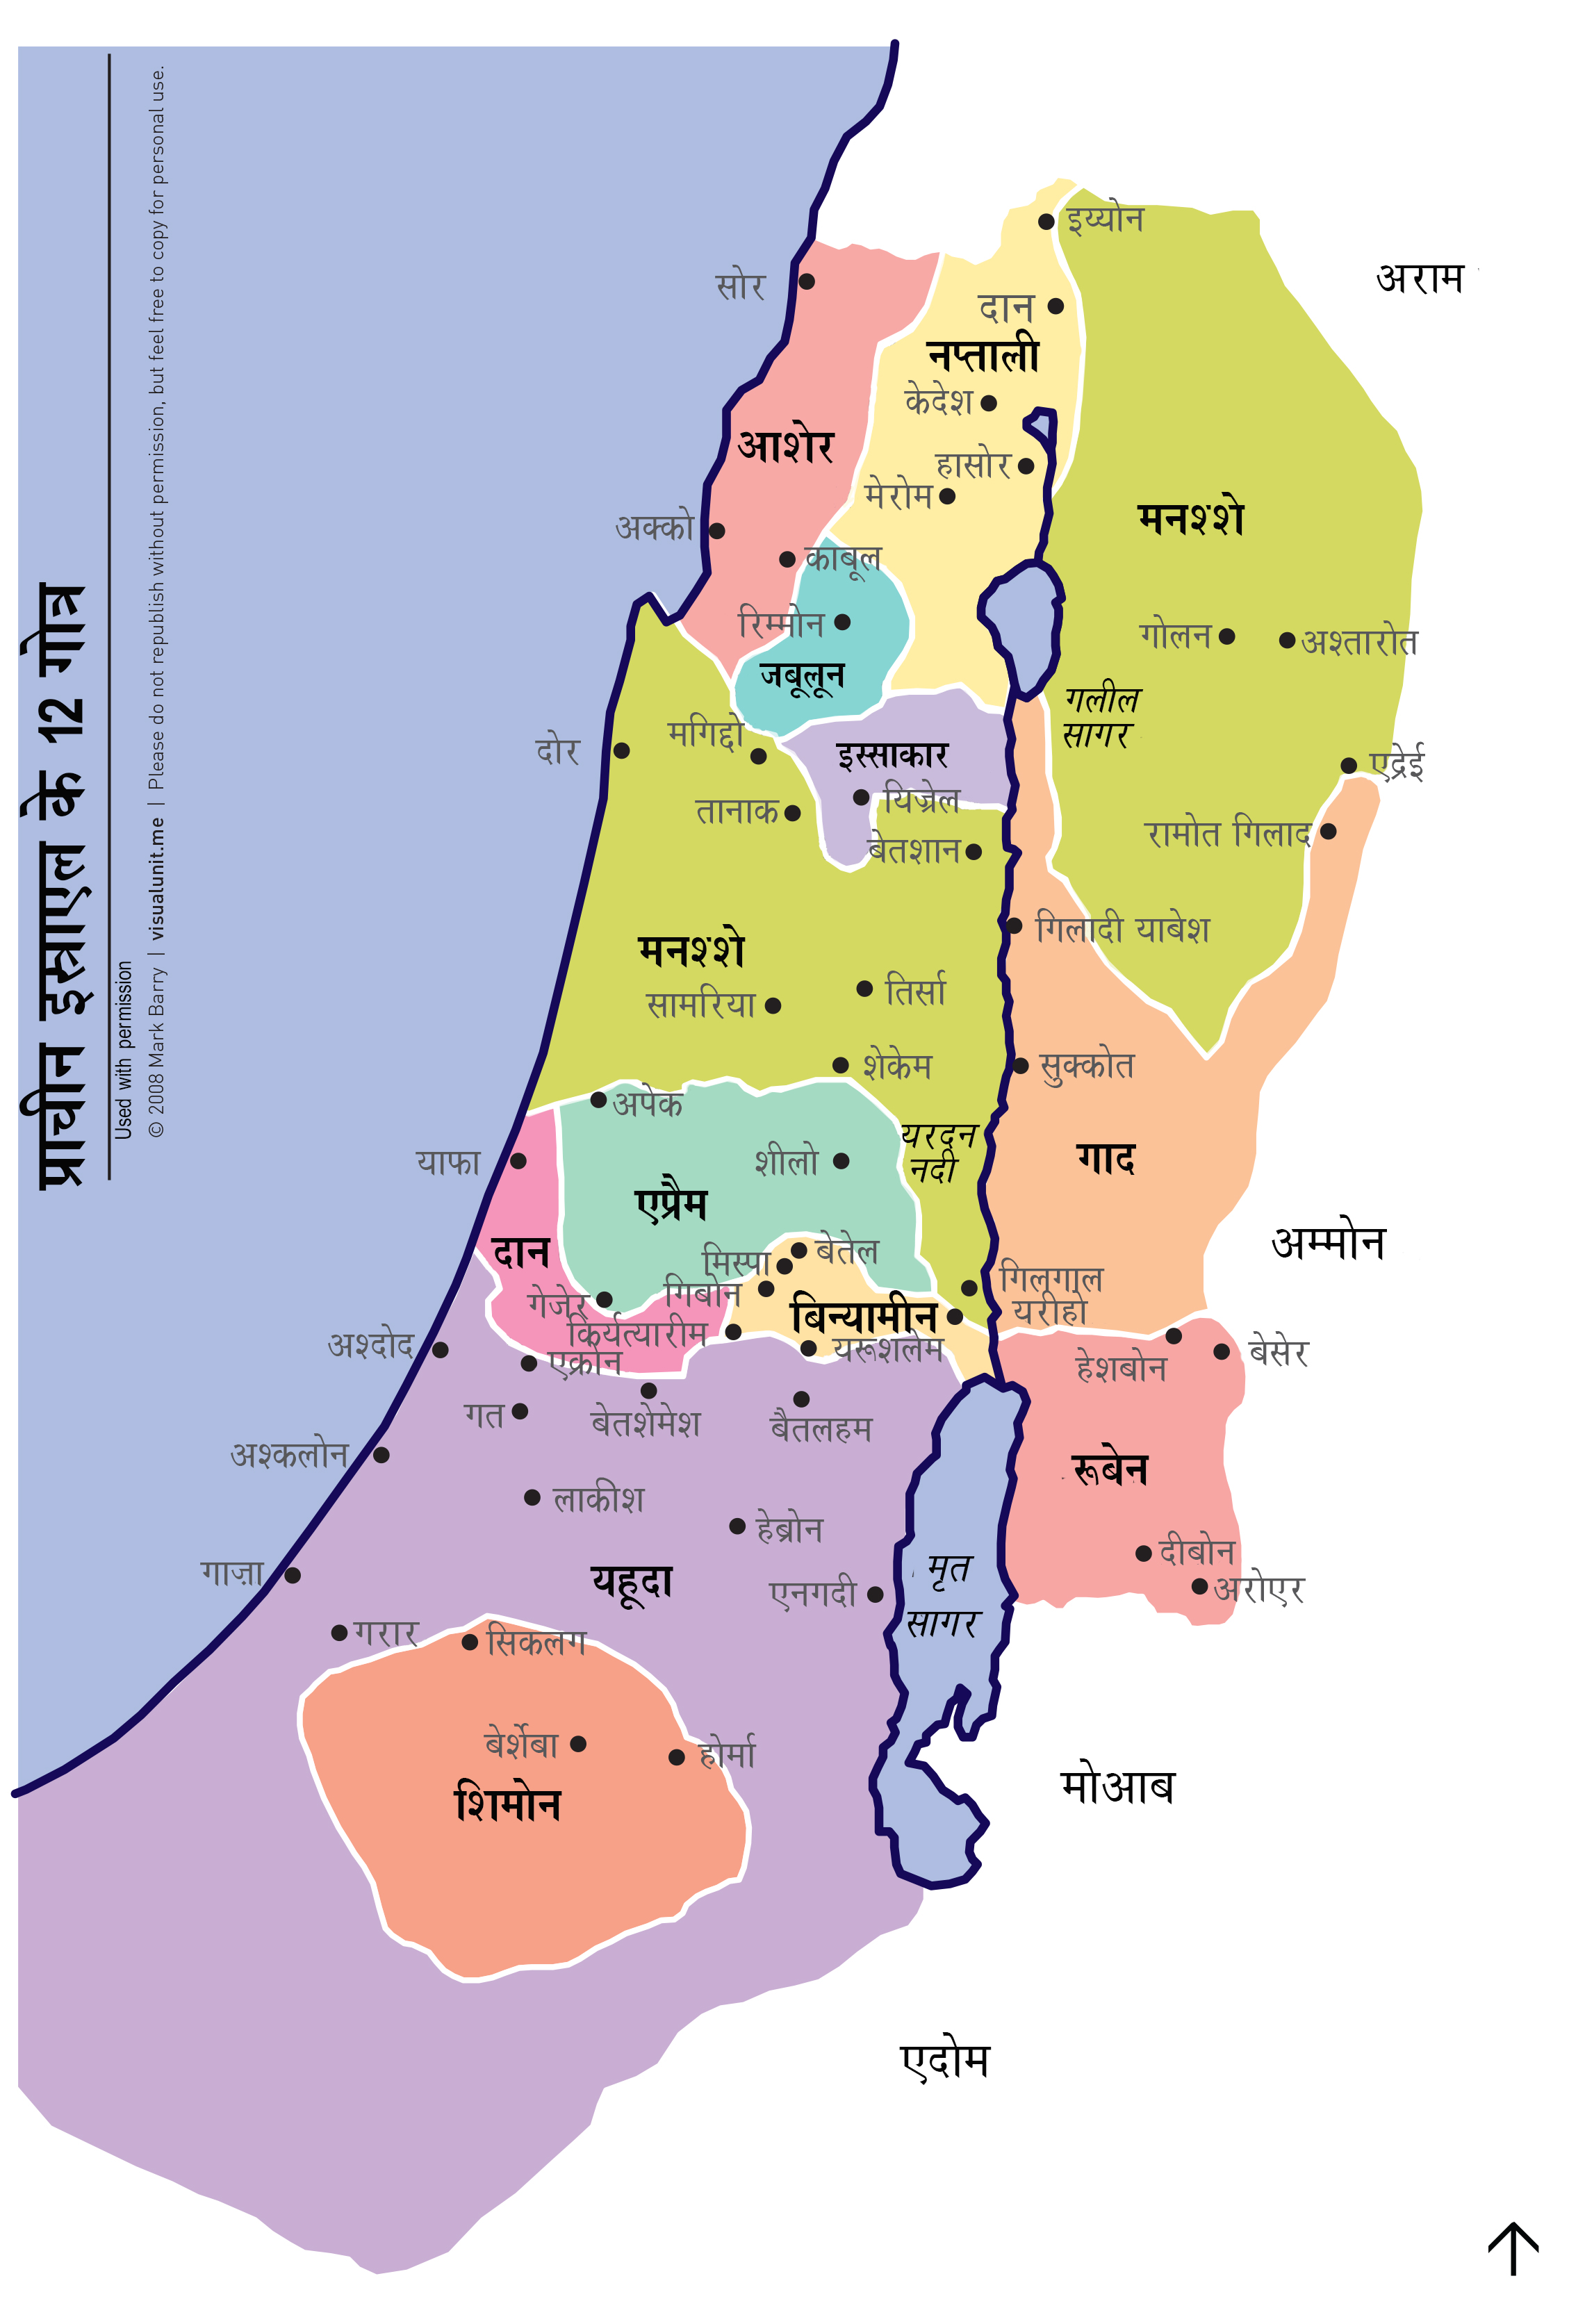 प्राचीन इस्राएल के 12 गोत्र
Used with permission
© 2008 Mark Barry | visualunit.me | Please do not republish without permission, but feel free to copy for personal use.
इय्योन
अराम
सोर
दान
नप्ताली
केदेश
आशेर
हासोर
मेरोम
मनश्शे
अक्को
काबूल
रिम्मोन
गोलन
अश्तारोत
जबूलून
गलील
सागर
मगिद्दो
दोर
इस्साकार
एद्रेई
यिज्रेल
तानाक
रामोत गिलाद
बेतशान
गिलादी याबेश
मनश्शे
तिर्सा
सामरिया
शेकेम
सुक्कोत
अपेक
यरदन
नदी
याफा
शीलो
गाद
एप्रैम
दान
बेतेल
अम्मोन
मिस्पा
गिबोन
गिलगाल
गेजेर
बिन्यामीन
यरीहो
किर्यत्यारीम
अश्दोद
यरूशलेम
बेसेर
एक्रोन
हेशबोन
गत
बेतशेमेश
बैतलहम
अश्कलोन
रूबेन
लाकीश
हेब्रोन
दीबोन
मृत
सागर
गाज़ा
यहूदा
एनगदी
अरोएर
गरार
सिकलग
बेर्शेबा
होर्मा
मोआब
शिमोन
एदोम